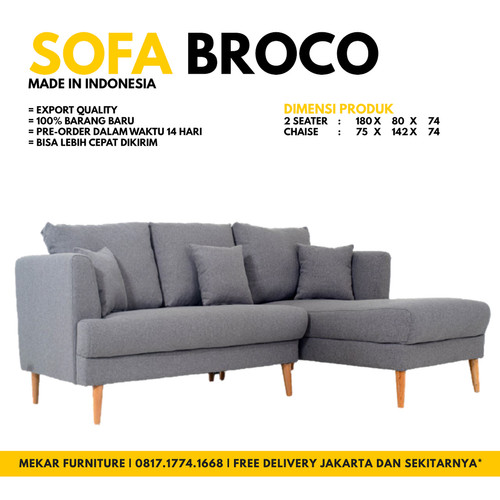 SOFA BROCO
MADE IN INDONESIA
= EXPORT QUALITY
= 100% BARANG BARU
= PRE-ORDER DALAM WAKTU 14 HARI
= BISA LEBIH CEPAT DIKIRIM
DIMENSI PRODUK
2 SEATER : 180 X 80 X 74
CHAISE : 75 X 142 X 74
MEKAR FURNITURE | 0817.1774.1668 | FREE DELIVERY JAKARTA DAN SEKITARNYA*